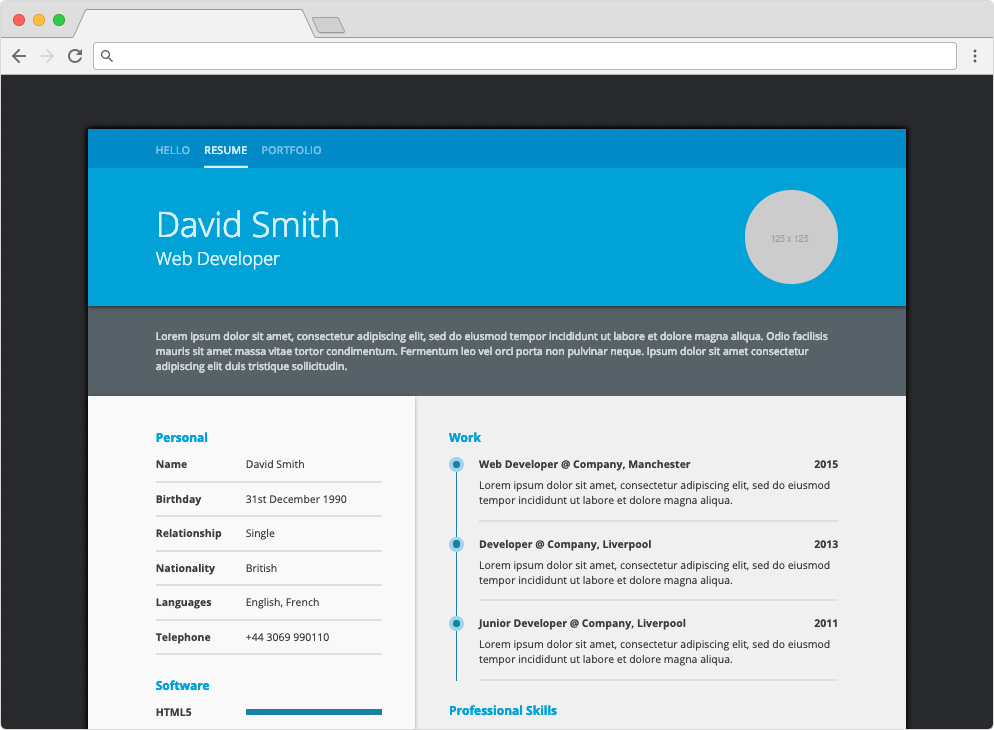 HELLO RESUME PORTFOLIO
David Smith
Web Developer
125 x 125
Lorem ipsum dolor sit amet, consectetur adipiscing elit, sed do eiusmod tempor incididunt ut labore et dolore magna aliqua. Odio facilisis
mauris sit amet massa vitae tortor condimentum. Fermentum leo vel orci porta non pulvinar neque. Ipsum dolor sit amet consectetur
adipiscing elit duis tristique sollicitudin.
Personal
Name David Smith
Birthday 31st December 1990
Relationship Single
Nationality British
Languages English, French
Telephone +44 3069 990110
Software
HTML5
Work
Web Developer @ Company, Manchester 2015
Lorem ipsum dolor sit amet, consectetur adipiscing elit, sed do eiusmod
tempor incididunt ut labore et dolore magna aliqua.
Developer @ Company, Liverpool 2013
Lorem ipsum dolor sit amet, consectetur adipiscing elit, sed do eiusmod
tempor incididunt ut labore et dolore magna aliqua.
Junior Developer @ Company, Liverpool 2011
Lorem ipsum dolor sit amet, consectetur adipiscing elit, sed do eiusmod
tempor incididunt ut labore et dolore magna aliqua.
Professional Skills